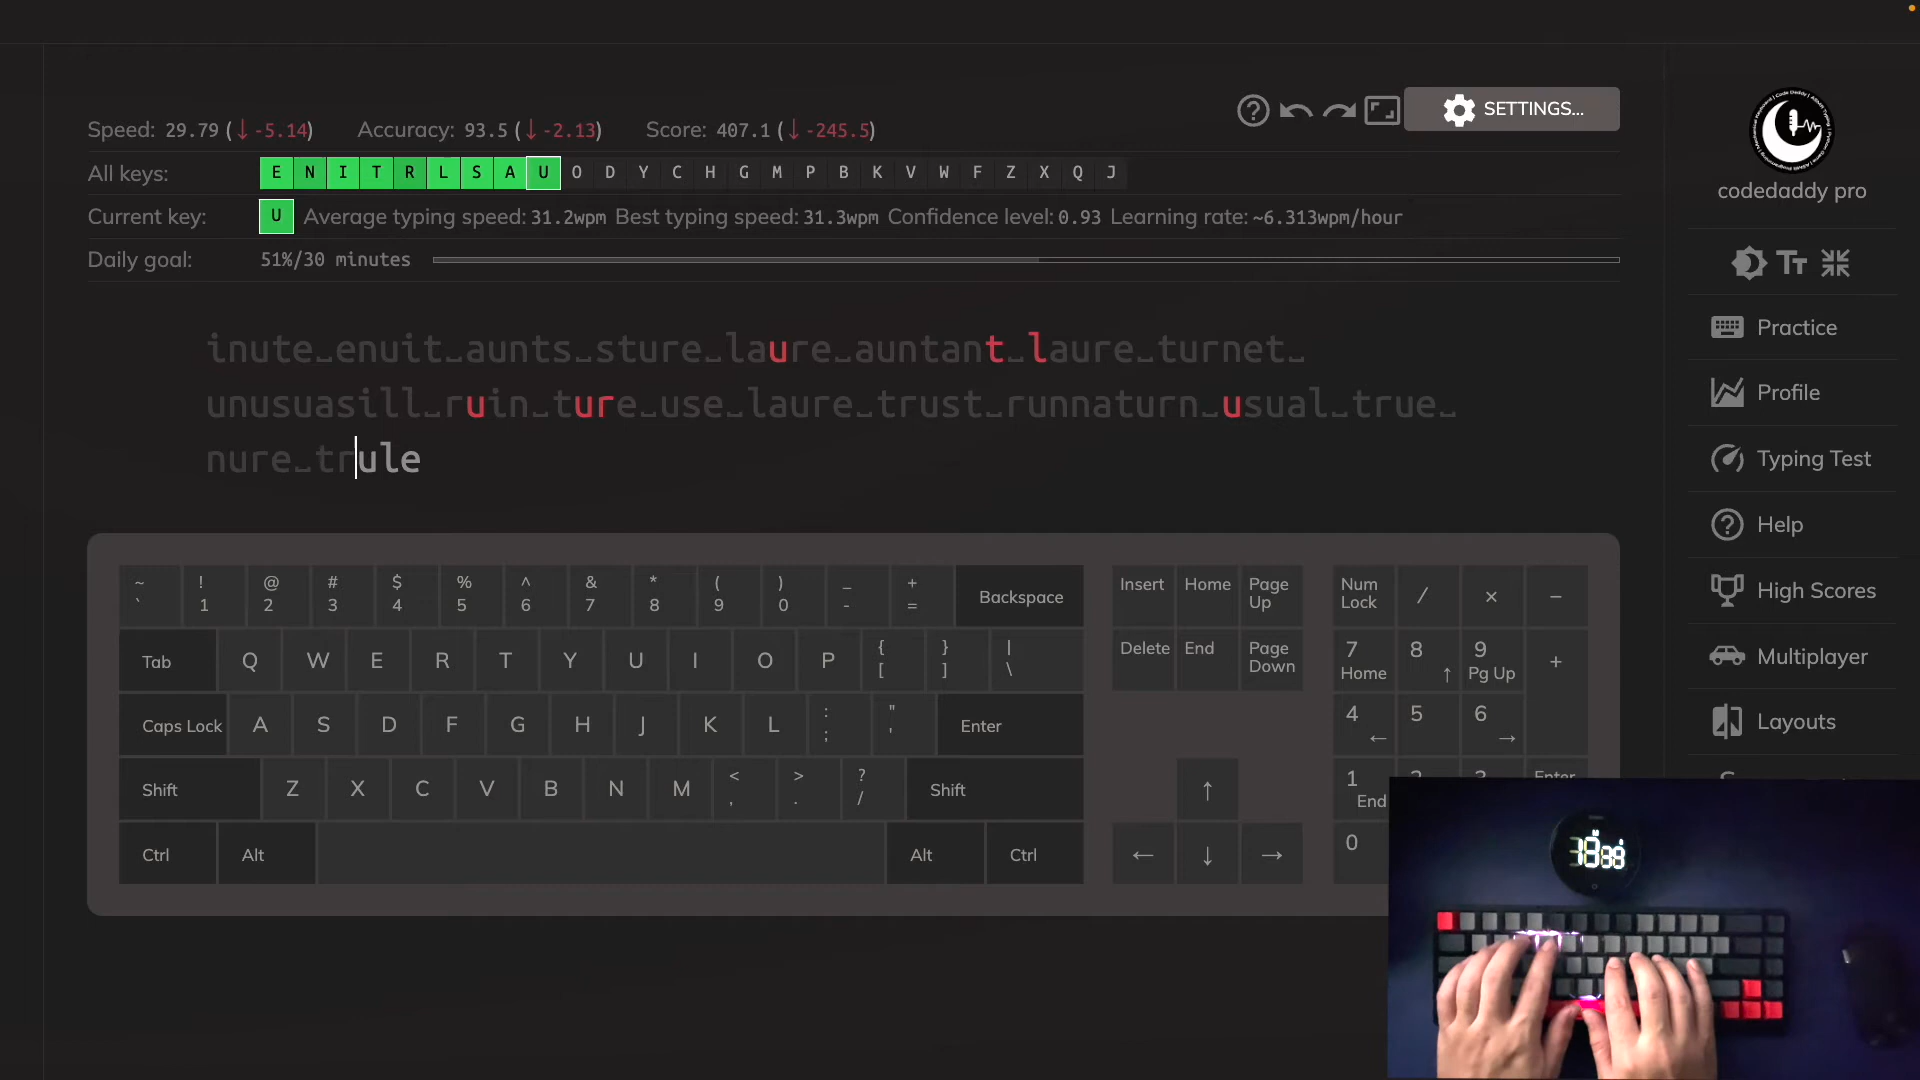 Speed: 29.79 (↓-5.14) Accuracy: 93.5 (↓-2.13) Score: 407.1 (↓-245.5)
SETTINGS...
All keys: E N I T R L S A U O D Y C H G M P B K V W F Z X Q J
Current key: U Average typing speed: 31.2wpm Best typing speed: 31.3wpm Confidence level: 0.93 Learning rate: ~6.313wpm/hour
Daily goal: 51%/30 minutes
inute␣enuit␣aunts␣sture␣laure␣auntant␣laure␣turnet␣
unusuasill␣ruin␣ture␣use␣laure␣trust␣runnaturn␣usual␣true␣
nure␣trule
~ ! @ # $ % ^ & * ( ) _ +
` 1 2 3 4 5 6 7 8 9 0 - = Backspace
Tab Q W E R T Y U I O P { [ } ] | \
Caps Lock A S D F G H J K L : ; " ' Enter
Shift Z X C V B N M < , > . ? / Shift
Ctrl Alt Alt Ctrl
Insert Home Page Up
Delete End Page Down
↑
← ↓ →
Num Lock / × −
7 Home 8 ↑ 9 Pg Up +
4 ← 5 6 →
1 End
0
codedaddy pro
Tт
Practice
Profile
Typing Test
Help
High Scores
Multiplayer
Layouts